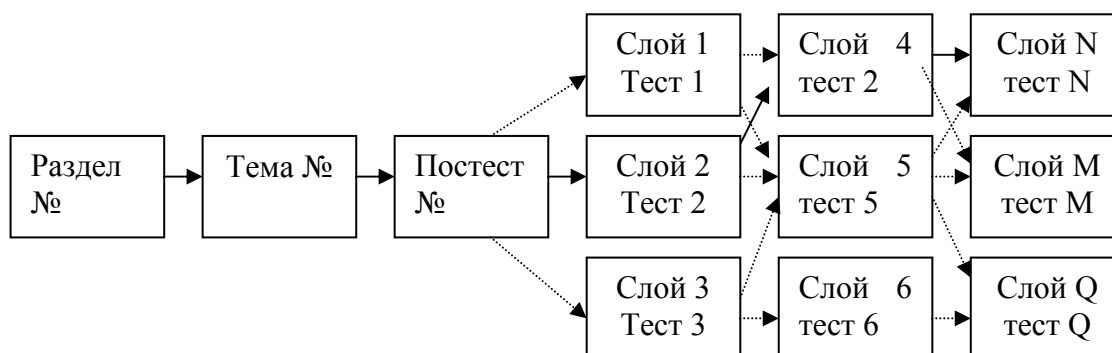 Слой 1
Тест 1
Слой 4
тест 2
Слой N
тест N
Раздел
№
Тема №
Постест
№
Слой 2
Тест 2
Слой 5
тест 5
Слой M
тест M
Слой 3
Тест 3
Слой 6
тест 6
Слой Q
тест Q